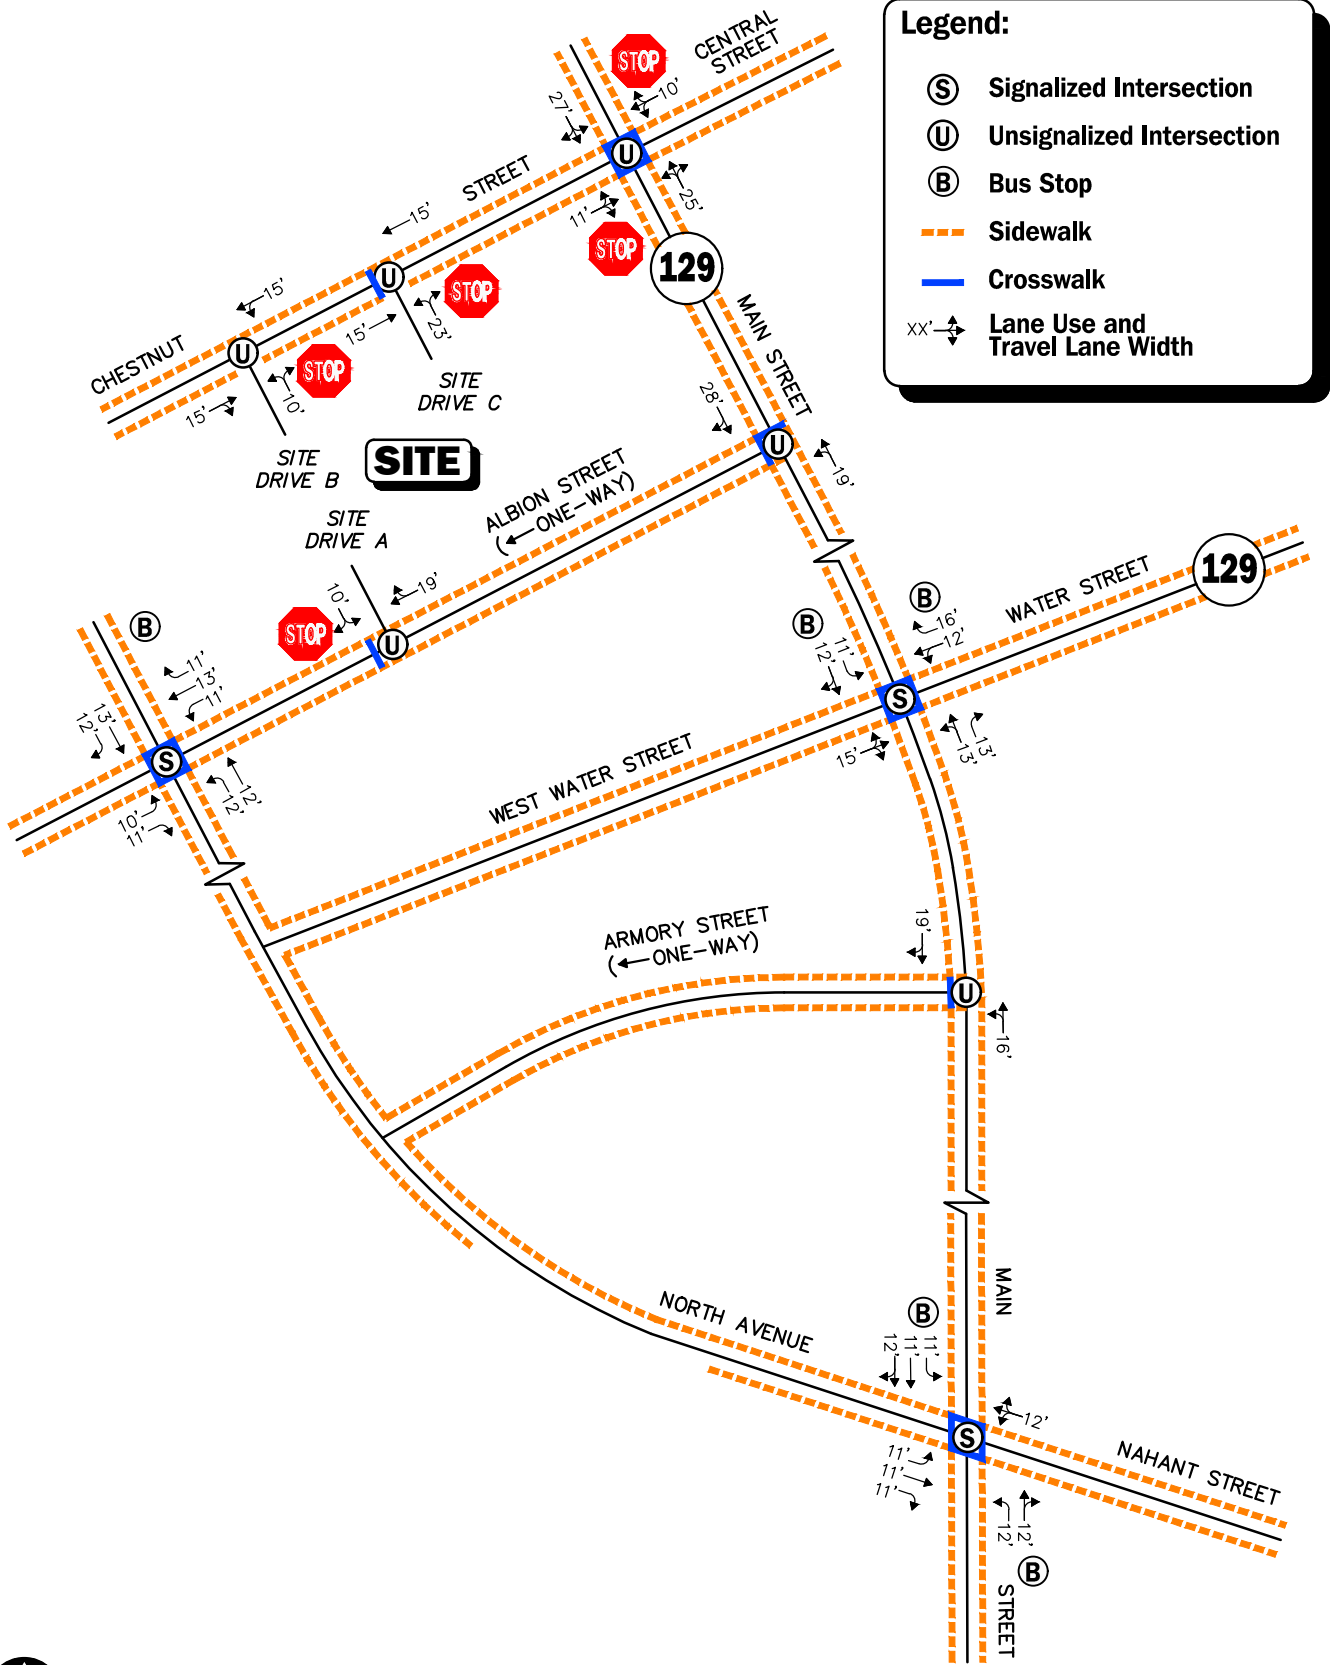 Legend:
S Signalized Intersection
U Unsignalized Intersection
B Bus Stop
Sidewalk
Crosswalk
XX' Lane Use and
Travel Lane Width
CENTRAL
STREET
STOP
10'
27'
U
25'
11'
STOP
129
STREET
15'
U
STOP
23'
15'
15'
CHESTNUT
U
STOP
10'
15'
SITE
DRIVE C
SITE
DRIVE B
SITE
MAIN STREET
28'
U
19'
ALBION STREET
(← ONE-WAY)
SITE
DRIVE A
10'
19'
STOP
U
B
11'
13'
11'
13'
12'
S
12'
12'
10'
11'
WATER STREET
129
B
16'
12'
B
11'
12'
S
15'
13'
13'
WEST WATER STREET
ARMORY STREET
(← ONE-WAY)
19'
U
16'
MAIN
NORTH AVENUE
B
12'
11'
11'
S
12'
NAHANT STREET
11'
11'
11'
12'
12'
B
STREET